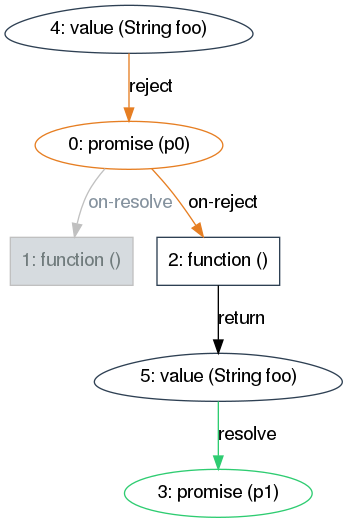 4: value (String foo)
reject
0: promise (p0)
on-resolve
on-reject
1: function ()
2: function ()
return
5: value (String foo)
resolve
3: promise (p1)